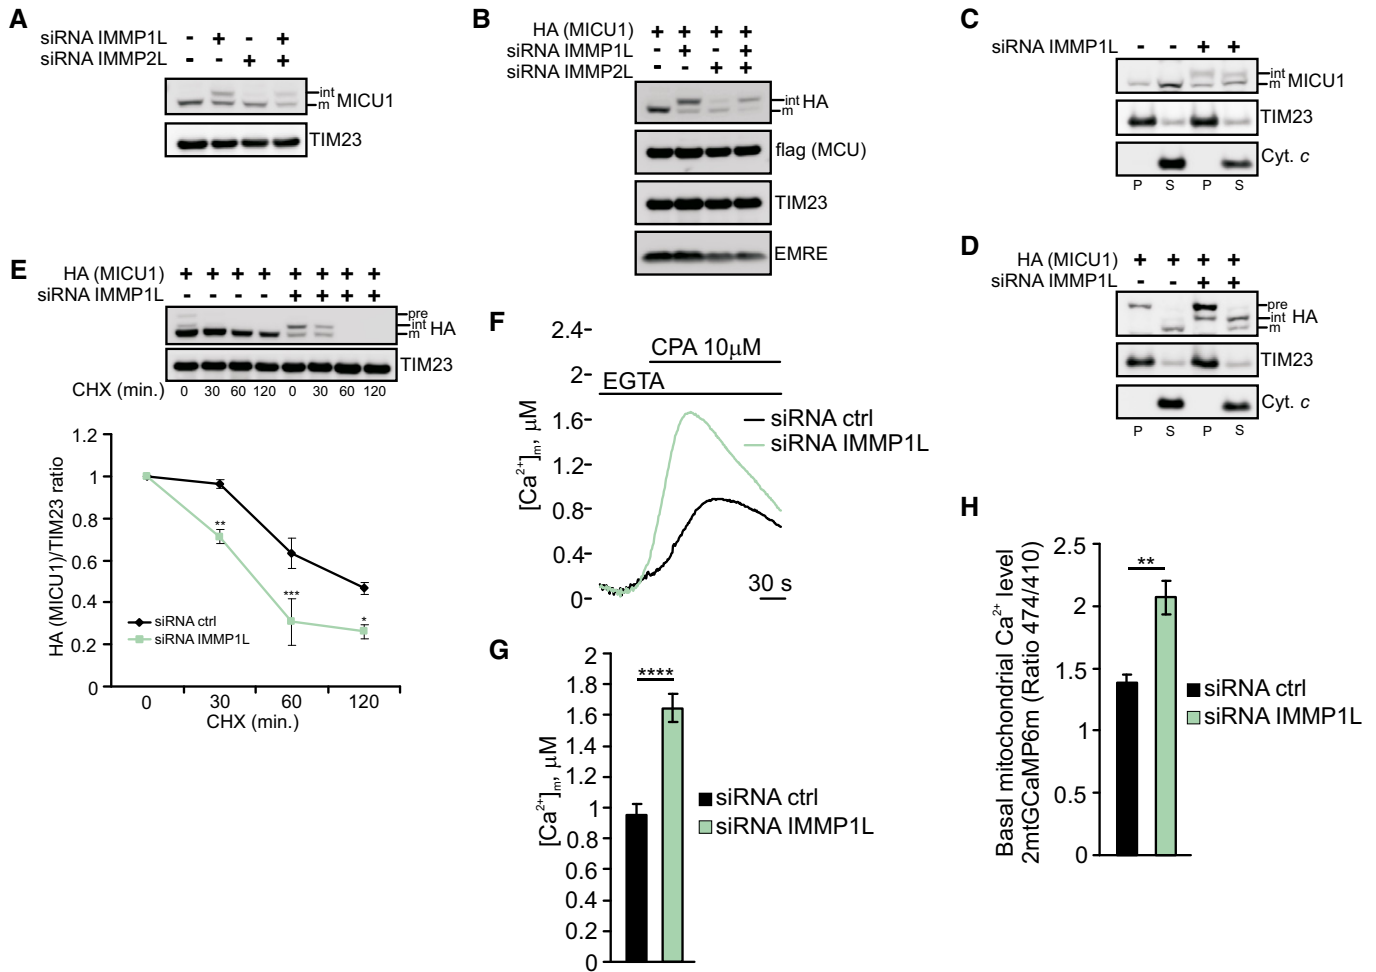 A
siRNA IMMP1L - + - +
siRNA IMMP2L - - + +
int
m MICU1
TIM23
B
HA (MICU1) + + + +
siRNA IMMP1L - + - +
siRNA IMMP2L - - + +
int HA
m
flag (MCU)
TIM23
EMRE
C
siRNA IMMP1L - - + +
int
m MICU1
TIM23
Cyt. c
P S P S
D
HA (MICU1) + + + +
siRNA IMMP1L - - + +
pre
int HA
m
TIM23
Cyt. c
P S P S
E
HA (MICU1) + + + + + + + +
siRNA IMMP1L - - - - + + + +
pre
int HA
m
TIM23
CHX (min.) 0 30 60 120 0 30 60 120
HA (MICU1)/TIM23 ratio
1.2
1
0.8
0.6
0.4
0.2
0
**
***
*
siRNA ctrl
siRNA IMMP1L
0 30 60 120
CHX (min.)
F
[Ca²⁺]m, μM
2.4
2
1.6
1.2
0.8
0.4
0
CPA 10μM
EGTA
siRNA ctrl
siRNA IMMP1L
30 s
G
[Ca²⁺]m, μM
2
1.8
1.6
1.4
1.2
1
0.8
0.6
0.4
0.2
0
****
siRNA ctrl
siRNA IMMP1L
H
Basal mitochondrial Ca²⁺ level
2mtGCaMP6m (Ratio 474/410)
2.5
2
1.5
1
0.5
0
**
siRNA ctrl
siRNA IMMP1L